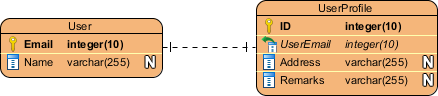 User
Email integer(10)
Name varchar(255) N
UserProfile
ID integer(10)
UserEmail integer(10)
Address varchar(255) N
Remarks varchar(255) N